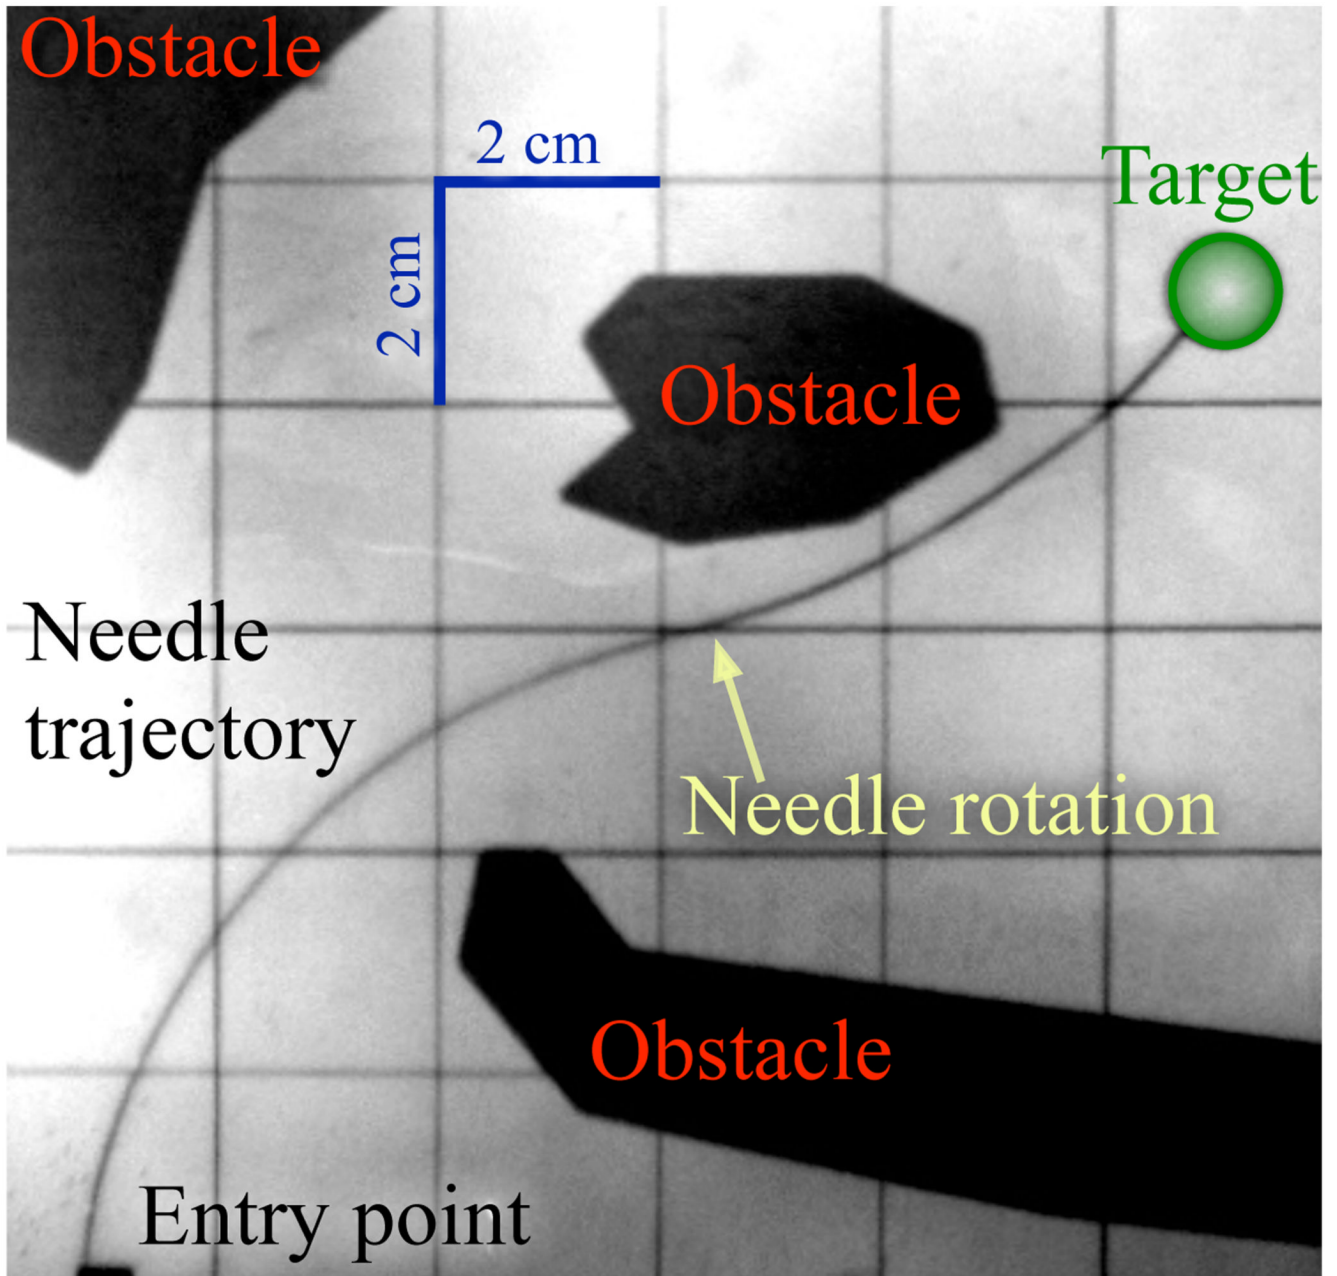 Obstacle
2 cm
Target
2 cm
Obstacle
Needle
trajectory
Needle rotation
Obstacle
Entry point